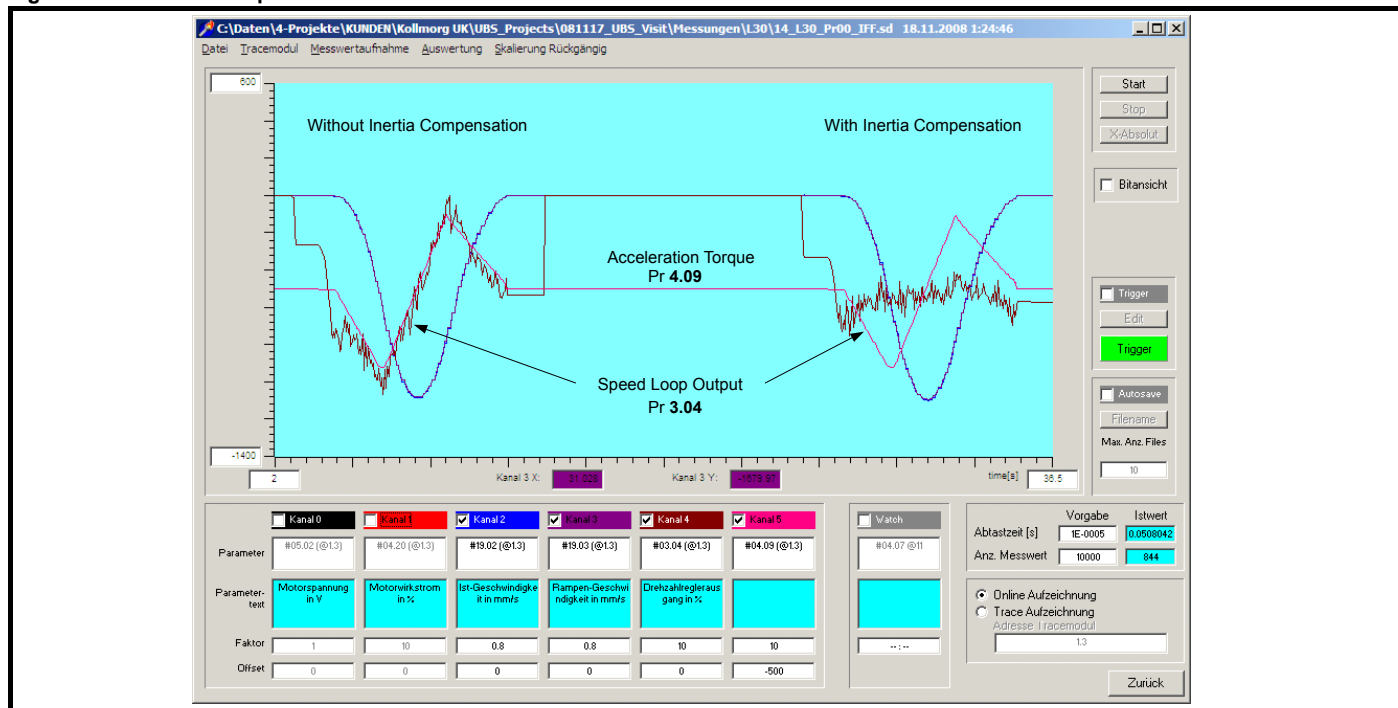 C:\Daten\4-Projekte\KUNDEN\Kollmorg UK\UBS_Projects\081117_UBS_Visit\Messungen\L30\14_L30_Pr00_IFF.sd 18.11.2008 1:24:46
Datei Tracemodul Messwertaufnahme Auswertung Skalierung Rückgängig
600
Without Inertia Compensation
With Inertia Compensation
Acceleration Torque
Pr 4.09
Speed Loop Output
Pr 3.04
-1400
2
Kanal 3 X: 31.028
Kanal 3 Y: -1679.97
time[s] 36.5
Start
Stop
X-Absolut
Bitansicht
Trigger
Edit
Trigger
Autosave
Filename
Max. Anz. Files
10
Kanal 0 Kanal 1 Kanal 2 Kanal 3 Kanal 4 Kanal 5 Watch
Parameter #05.02 (@1.3) #04.20 (@1.3) #19.02 (@1.3) #19.03 (@1.3) #03.04 (@1.3) #04.09 (@1.3) #04.07 @11
Parameter-text Motorspannung in V Motorwirkstrom in % Ist-Geschwindigkeit in mm/s Rampen-Geschwindigkeit in mm/s Drehzahlreglerausgang in %
Faktor 1 10 0.8 0.8 10 10 --:--
Offset 0 0 0 0 0 -500
Vorgabe Istwert
Abtastzeit [s] 1E-0005 0.0508042
Anz. Messwert 10000 844
Online Aufzeichnung
Trace Aufzeichnung
Adresse Tracemodul
1.3
Zurück